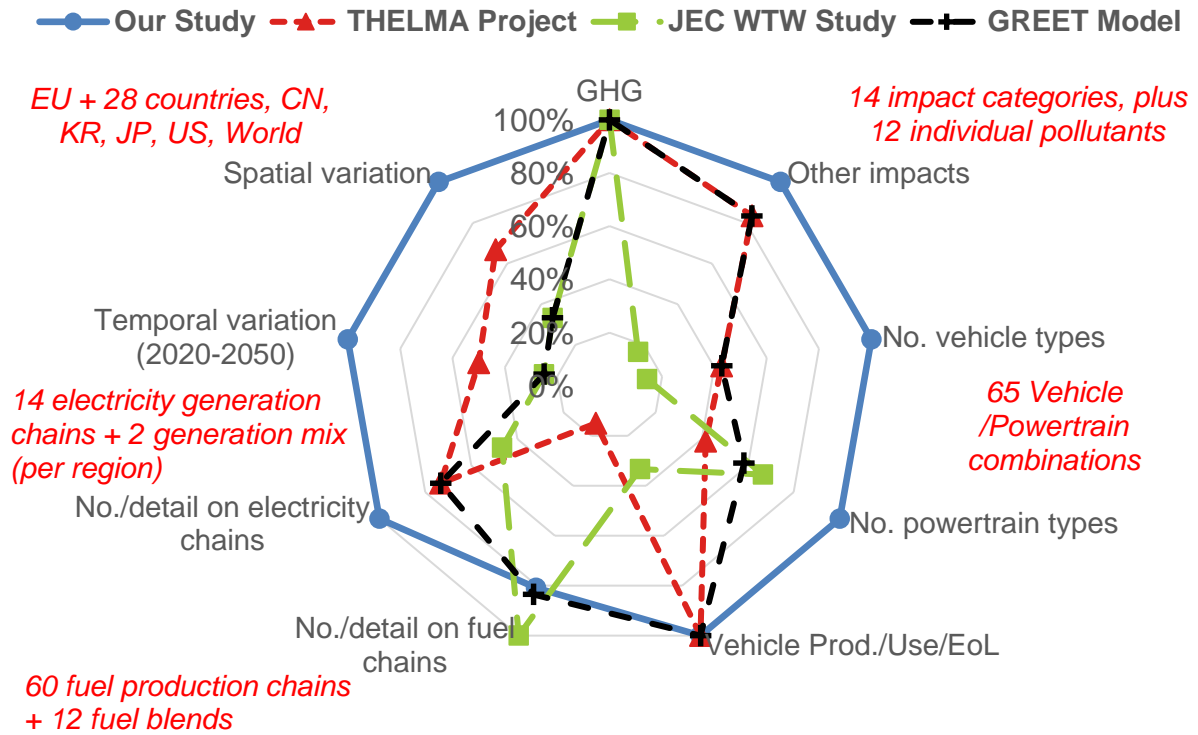 Our Study THELMA Project JEC WTW Study GREET Model
EU + 28 countries, CN,
KR, JP, US, World
GHG
14 impact categories, plus
12 individual pollutants
100%
80%
60%
40%
20%
0%
Spatial variation
Other impacts
Temporal variation
(2020-2050)
No. vehicle types
14 electricity generation
chains + 2 generation mix
(per region)
65 Vehicle
/Powertrain
combinations
No./detail on electricity
chains
No. powertrain types
No./detail on fuel
chains
Vehicle Prod./Use/EoL
60 fuel production chains
+ 12 fuel blends